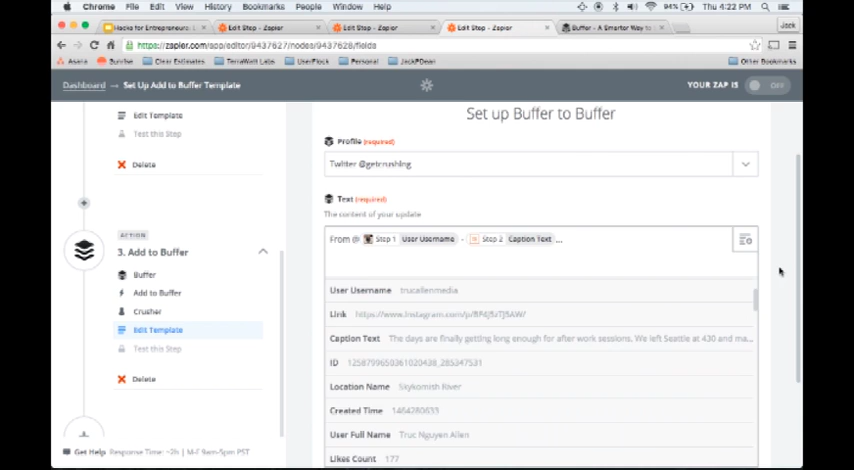 Chrome File Edit View History Bookmarks People Window Help 94% Thu 4:22 PM
Hacks for Entrepreneurs: L Edit Step - Zapier Edit Step - Zapier Edit Step - Zapier Buffer - A Smarter Way to Jack
https://zapier.com/app/editor/9437627/nodes/9437628/fields
Asana Sunrise Clear Estimates TerraWatt Labs UserFlock Personal JackPDean Other Bookmarks
Dashboard → Set Up Add to Buffer Template YOUR ZAP IS OFF
Edit Template
Test this Step
Delete
ACTION
3. Add to Buffer
Buffer
Add to Buffer
Crusher
Edit Template
Test this Step
Delete
Get Help Response Time: ~2h | M-F 9am-5pm PST
Set up Buffer to Buffer
Profile (required)
Twitter @getcrushing
Text (required)
The content of your update
From @ Step 1 User Username - Step 2 Caption Text ...
User Username trucallenmedia
Link
Caption Text The days are finally getting long enough for after work sessions. We left Seattle at 430 and ma...
ID 1258799650361020438_285347531
Location Name Skykomish River
Created Time 1464280633
User Full Name Truc Nguyen Allen
Likes Count 177